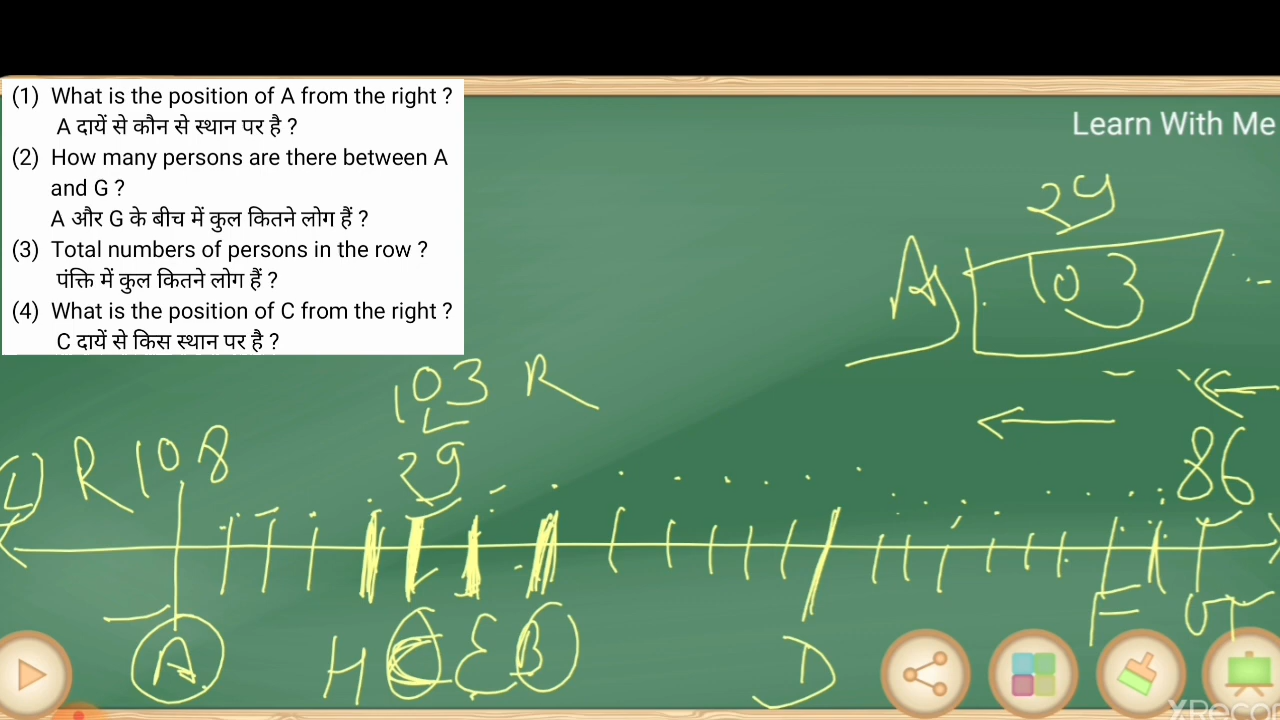 (1) What is the position of A from the right ?
A दायें से कौन से स्थान पर है ?
(2) How many persons are there between A
and G ?
A और G के बीच में कुल कितने लोग हैं ?
(3) Total numbers of persons in the row ?
पंक्ति में कुल कितने लोग हैं ?
(4) What is the position of C from the right ?
C दायें से किस स्थान पर है ?
Learn With Me
29
A 103
103 R
R 108
29
86
A H C E B D F G
XRecor